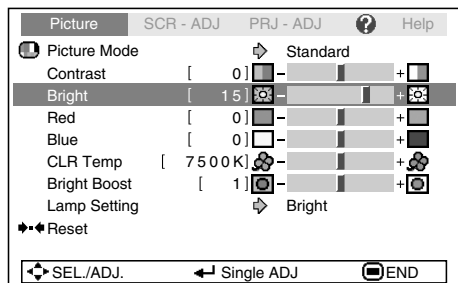 Picture SCR - ADJ PRJ - ADJ ? Help
Picture Mode Standard
Contrast [ 0 ] - +
Bright [ 15 ] - +
Red [ 0 ] - +
Blue [ 0 ] - +
CLR Temp [ 7500K ] - +
Bright Boost [ 1 ] - +
Lamp Setting Bright
Reset
SEL./ADJ. Single ADJ END